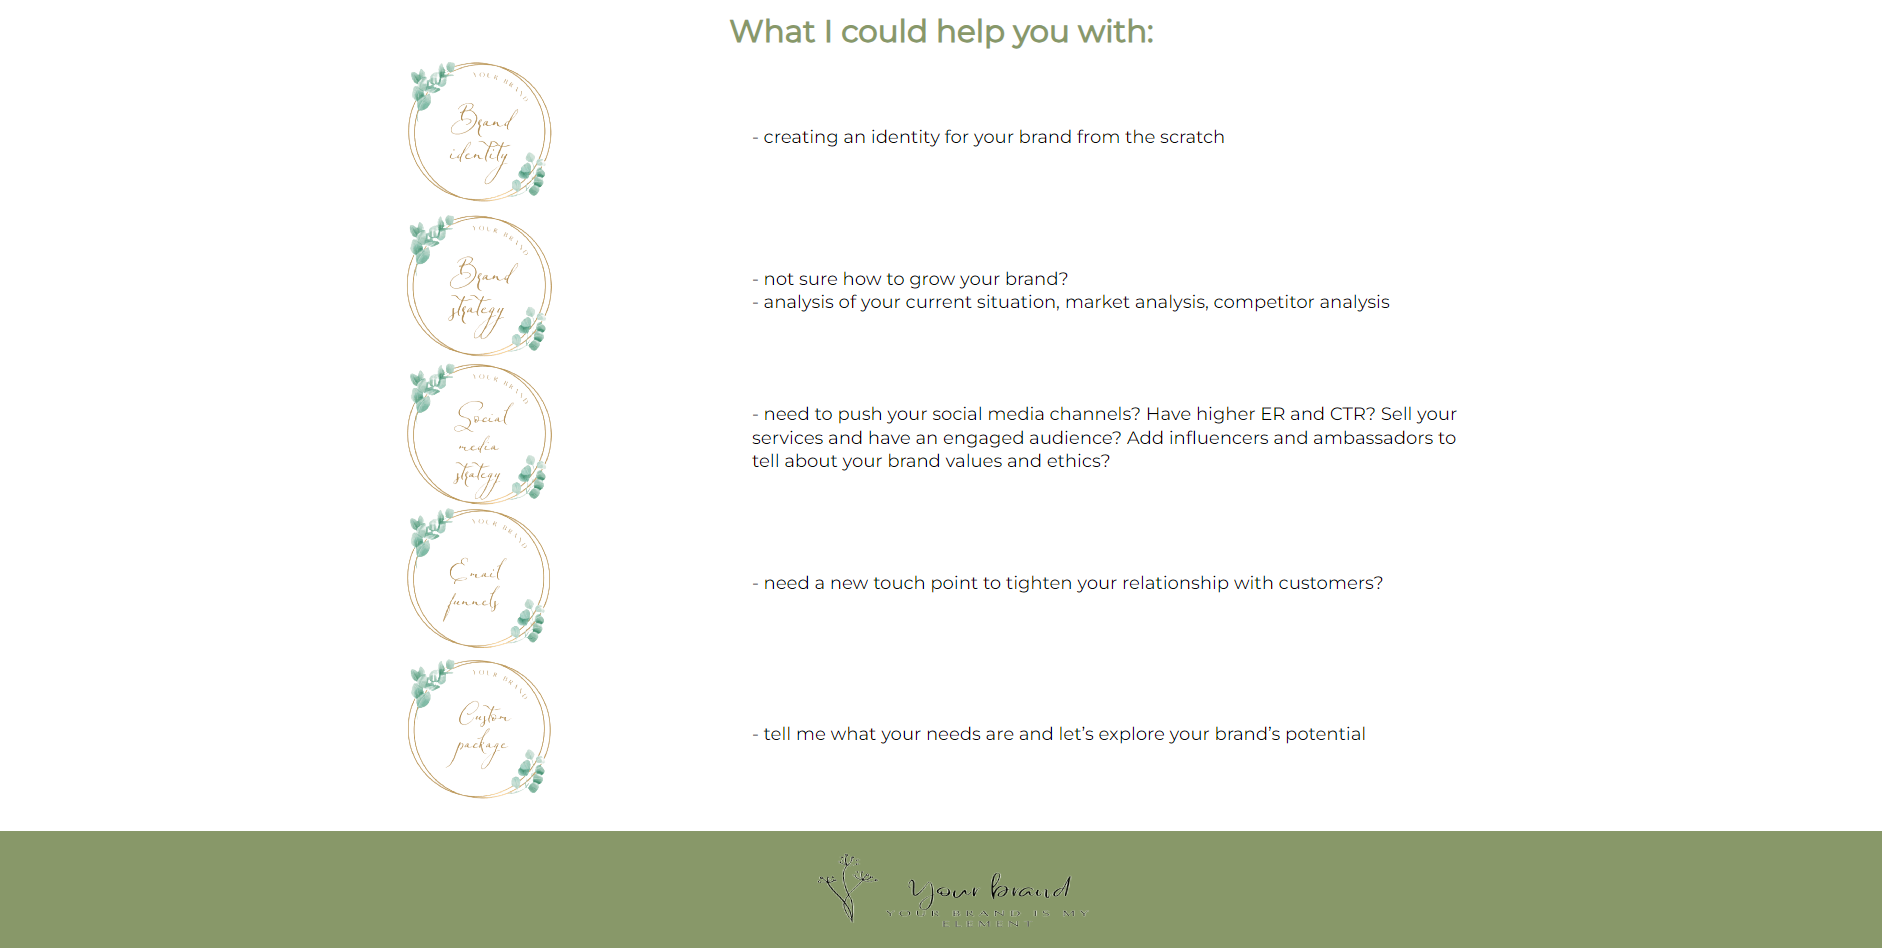 What I could help you with:
YOUR BRAND
Brand
identity
- creating an identity for your brand from the scratch
YOUR BRAND
Brand
strategy
- not sure how to grow your brand?
- analysis of your current situation, market analysis, competitor analysis
YOUR BRAND
Social
media
strategy
- need to push your social media channels? Have higher ER and CTR? Sell your
services and have an engaged audience? Add influencers and ambassadors to
tell about your brand values and ethics?
YOUR BRAND
Email
funnels
- need a new touch point to tighten your relationship with customers?
YOUR BRAND
Custom
package
- tell me what your needs are and let’s explore your brand’s potential
Your brand
YOUR BRAND IS MY
ELEMENT